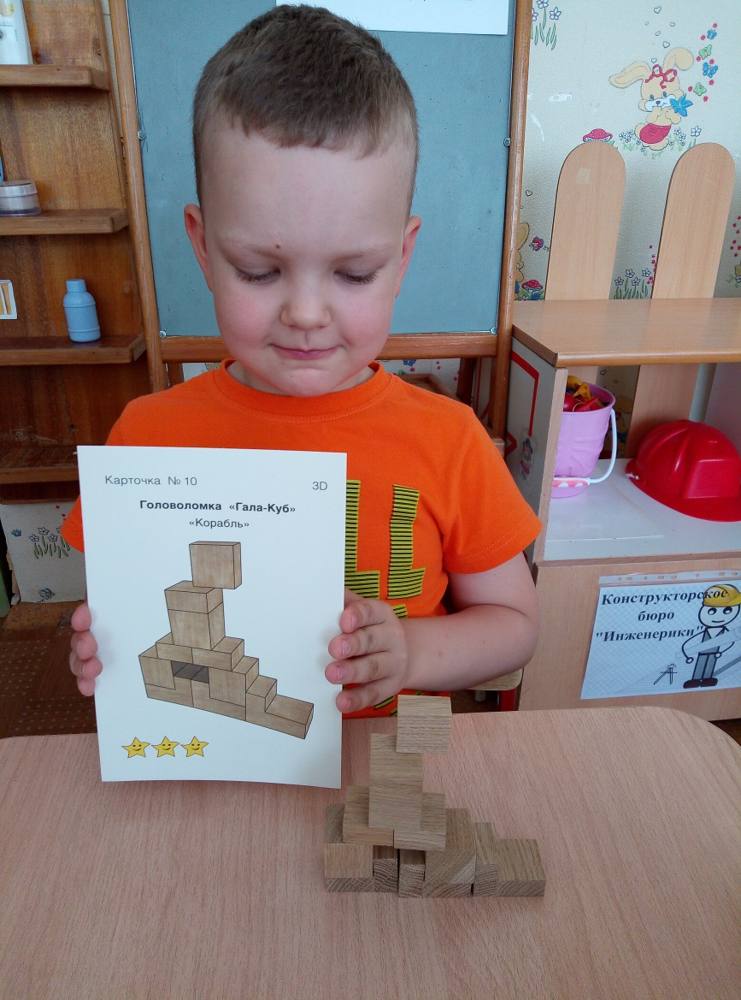 Карточка № 10
3D
Головоломка «Гала-Куб»
«Корабль»
Конструкторское
бюро
"Инженерики"